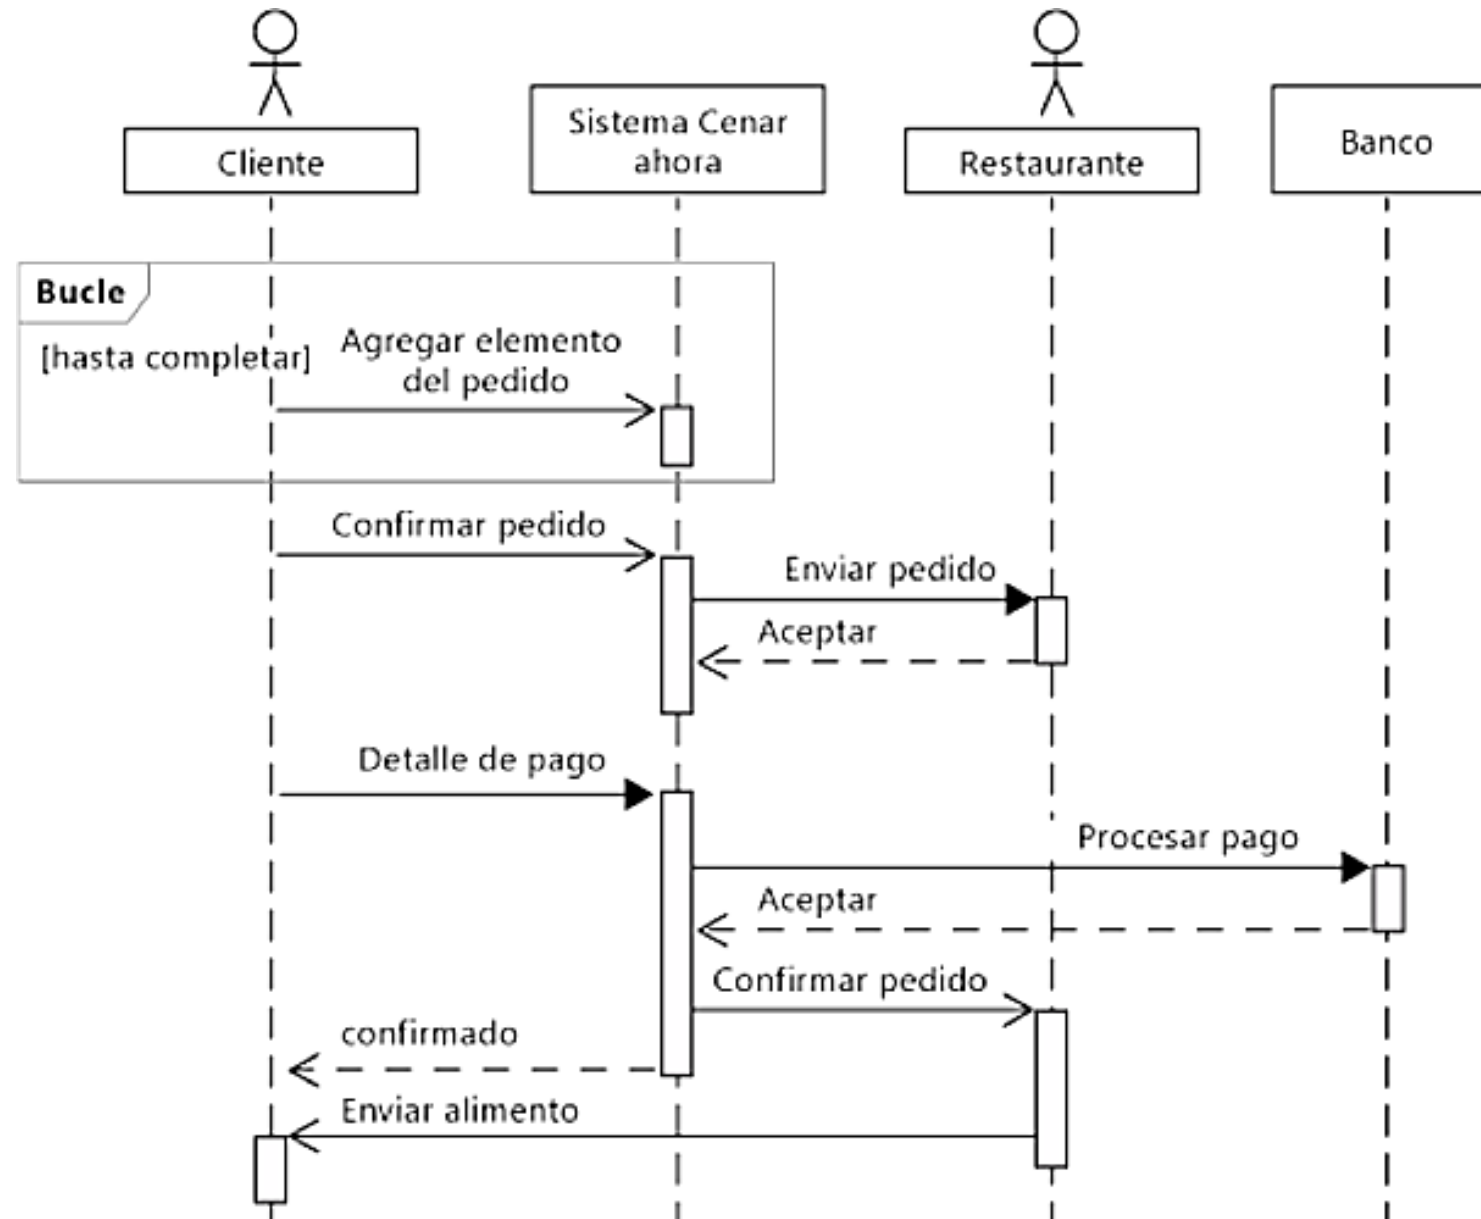 Cliente
Sistema Cenar
ahora
Restaurante
Banco
Bucle
[hasta completar]
Agregar elemento
del pedido
Confirmar pedido
Enviar pedido
Aceptar
Detalle de pago
Procesar pago
Aceptar
Confirmar pedido
confirmado
Enviar alimento